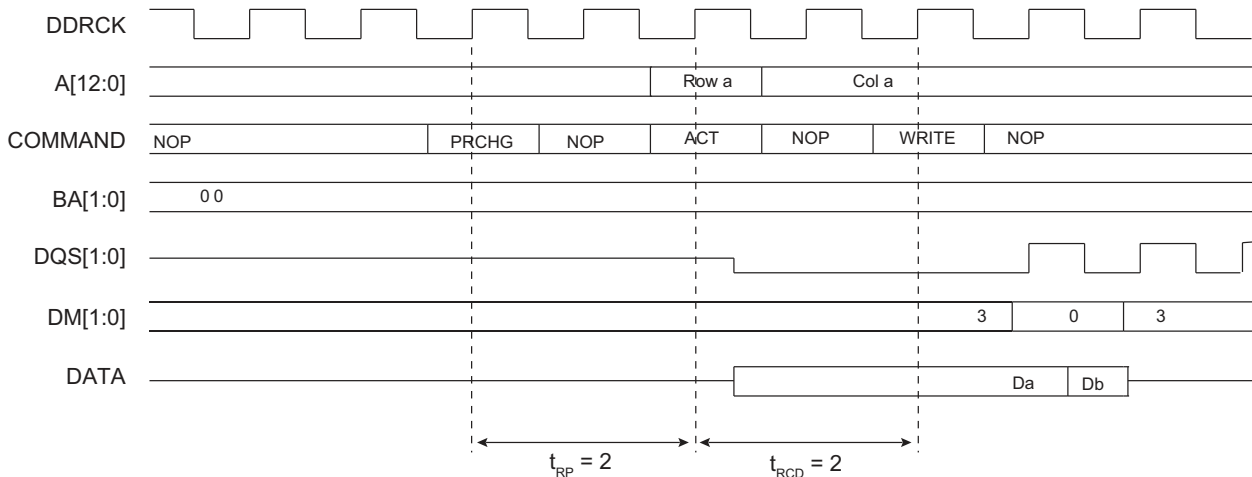 DDRCK
A[12:0] Row a Col a
COMMAND NOP PRCHG NOP ACT NOP WRITE NOP
BA[1:0] 0 0
DQS[1:0]
DM[1:0] 3 0 3
DATA Da Db
tRP = 2 tRCD = 2